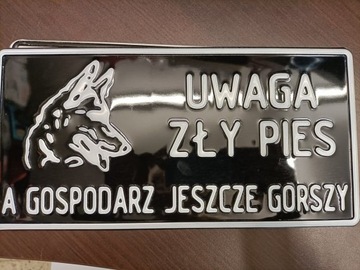 UWAGA
ZŁY PIES
A GOSPODARZ JESZCZE GORSZY